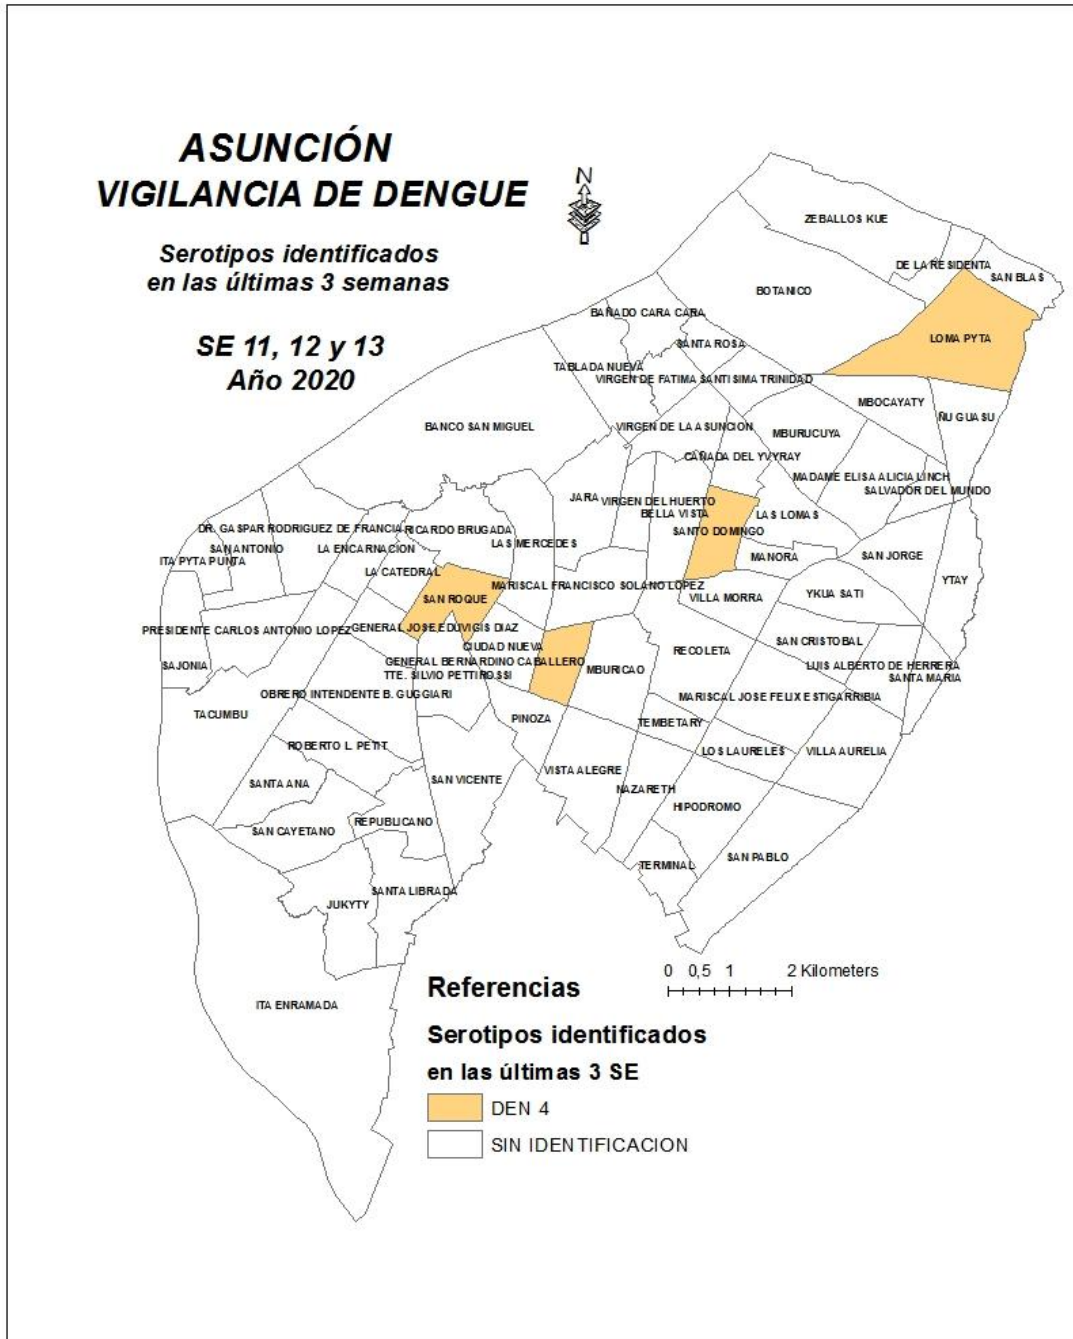 ASUNCIÓN
VIGILANCIA DE DENGUE
Serotipos identificados
en las últimas 3 semanas
SE 11, 12 y 13
Año 2020
N
ZEBALLOS KUE
DE LA RESIDENTA
SAN BLAS
BOTANICO
LOMA PYTA
BAÑADO CARA CARA
SANTA ROSA
TABLADA NUEVA
VIRGEN DE FATIMA
SANTISIMA TRINIDAD
MBOCAYATY
ÑU GUASU
BANCO SAN MIGUEL
VIRGEN DE LA ASUNCION
MBURUCUYA
CAÑADA DEL YVYRAY
MADAME ELISA ALICIA LINCH
SALVADOR DEL MUNDO
JARA
VIRGEN DEL HUERTO
BELLA VISTA
LAS LOMAS
SANTO DOMINGO
DR. GASPAR RODRIGUEZ DE FRANCIA
RICARDO BRUGADA
LAS MERCEDES
SAN ANTONIO
LA ENCARNACION
ITA PYTA PUNTA
LA CATEDRAL
MANORA
SAN JORGE
YTAY
MARISCAL FRANCISCO SOLANO LOPEZ
SAN ROQUE
VILLA MORRA
YKUA SATI
PRESIDENTE CARLOS ANTONIO LOPEZ
GENERAL JOSE EDUVIGIS DIAZ
CIUDAD NUEVA
RECOLETA
SAN CRISTOBAL
SAJONIA
GENERAL BERNARDINO CABALLERO
MBURICAO
LUIS ALBERTO DE HERRERA
TTE. SILVIO PETTIROSSI
SANTA MARIA
OBRERO INTENDENTE B. GUGGIARI
MARISCAL JOSE FELIX ESTIGARRIBIA
TACUMBU
PINOZA
TEMBETARY
ROBERTO L. PETIT
LOS LAURELES
VILLA AURELIA
SANTA ANA
SAN VICENTE
VISTA ALEGRE
NAZARETH
HIPODROMO
SAN CAYETANO
REPUBLICANO
TERMINAL
SAN PABLO
JUKYTY
SANTA LIBRADA
ITA ENRAMADA
0 0,5 1 2 Kilometers
Referencias
Serotipos identificados
en las últimas 3 SE
DEN 4
SIN IDENTIFICACION